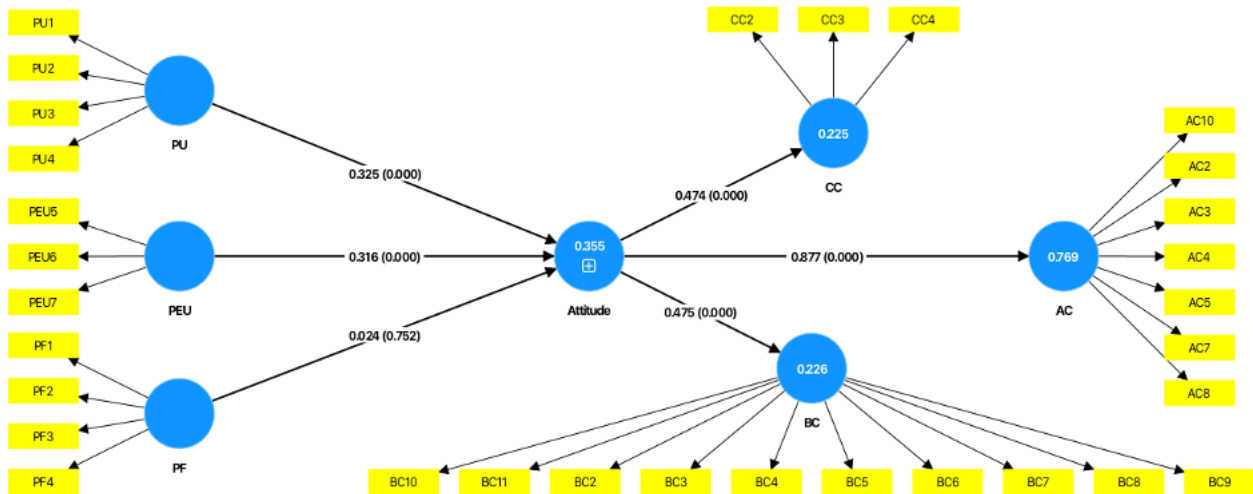 PU1
PU2
PU3
PU4
PU
PEU5
PEU6
PEU7
PEU
PF1
PF2
PF3
PF4
PF
0.325 (0.000)
0.316 (0.000)
0.024 (0.752)
0.355
Attitude
0.474 (0.000)
0.877 (0.000)
0.475 (0.000)
CC2
CC3
CC4
0.225
CC
0.769
AC
AC10
AC2
AC3
AC4
AC5
AC7
AC8
0.226
BC
BC10
BC11
BC2
BC3
BC4
BC5
BC6
BC7
BC8
BC9